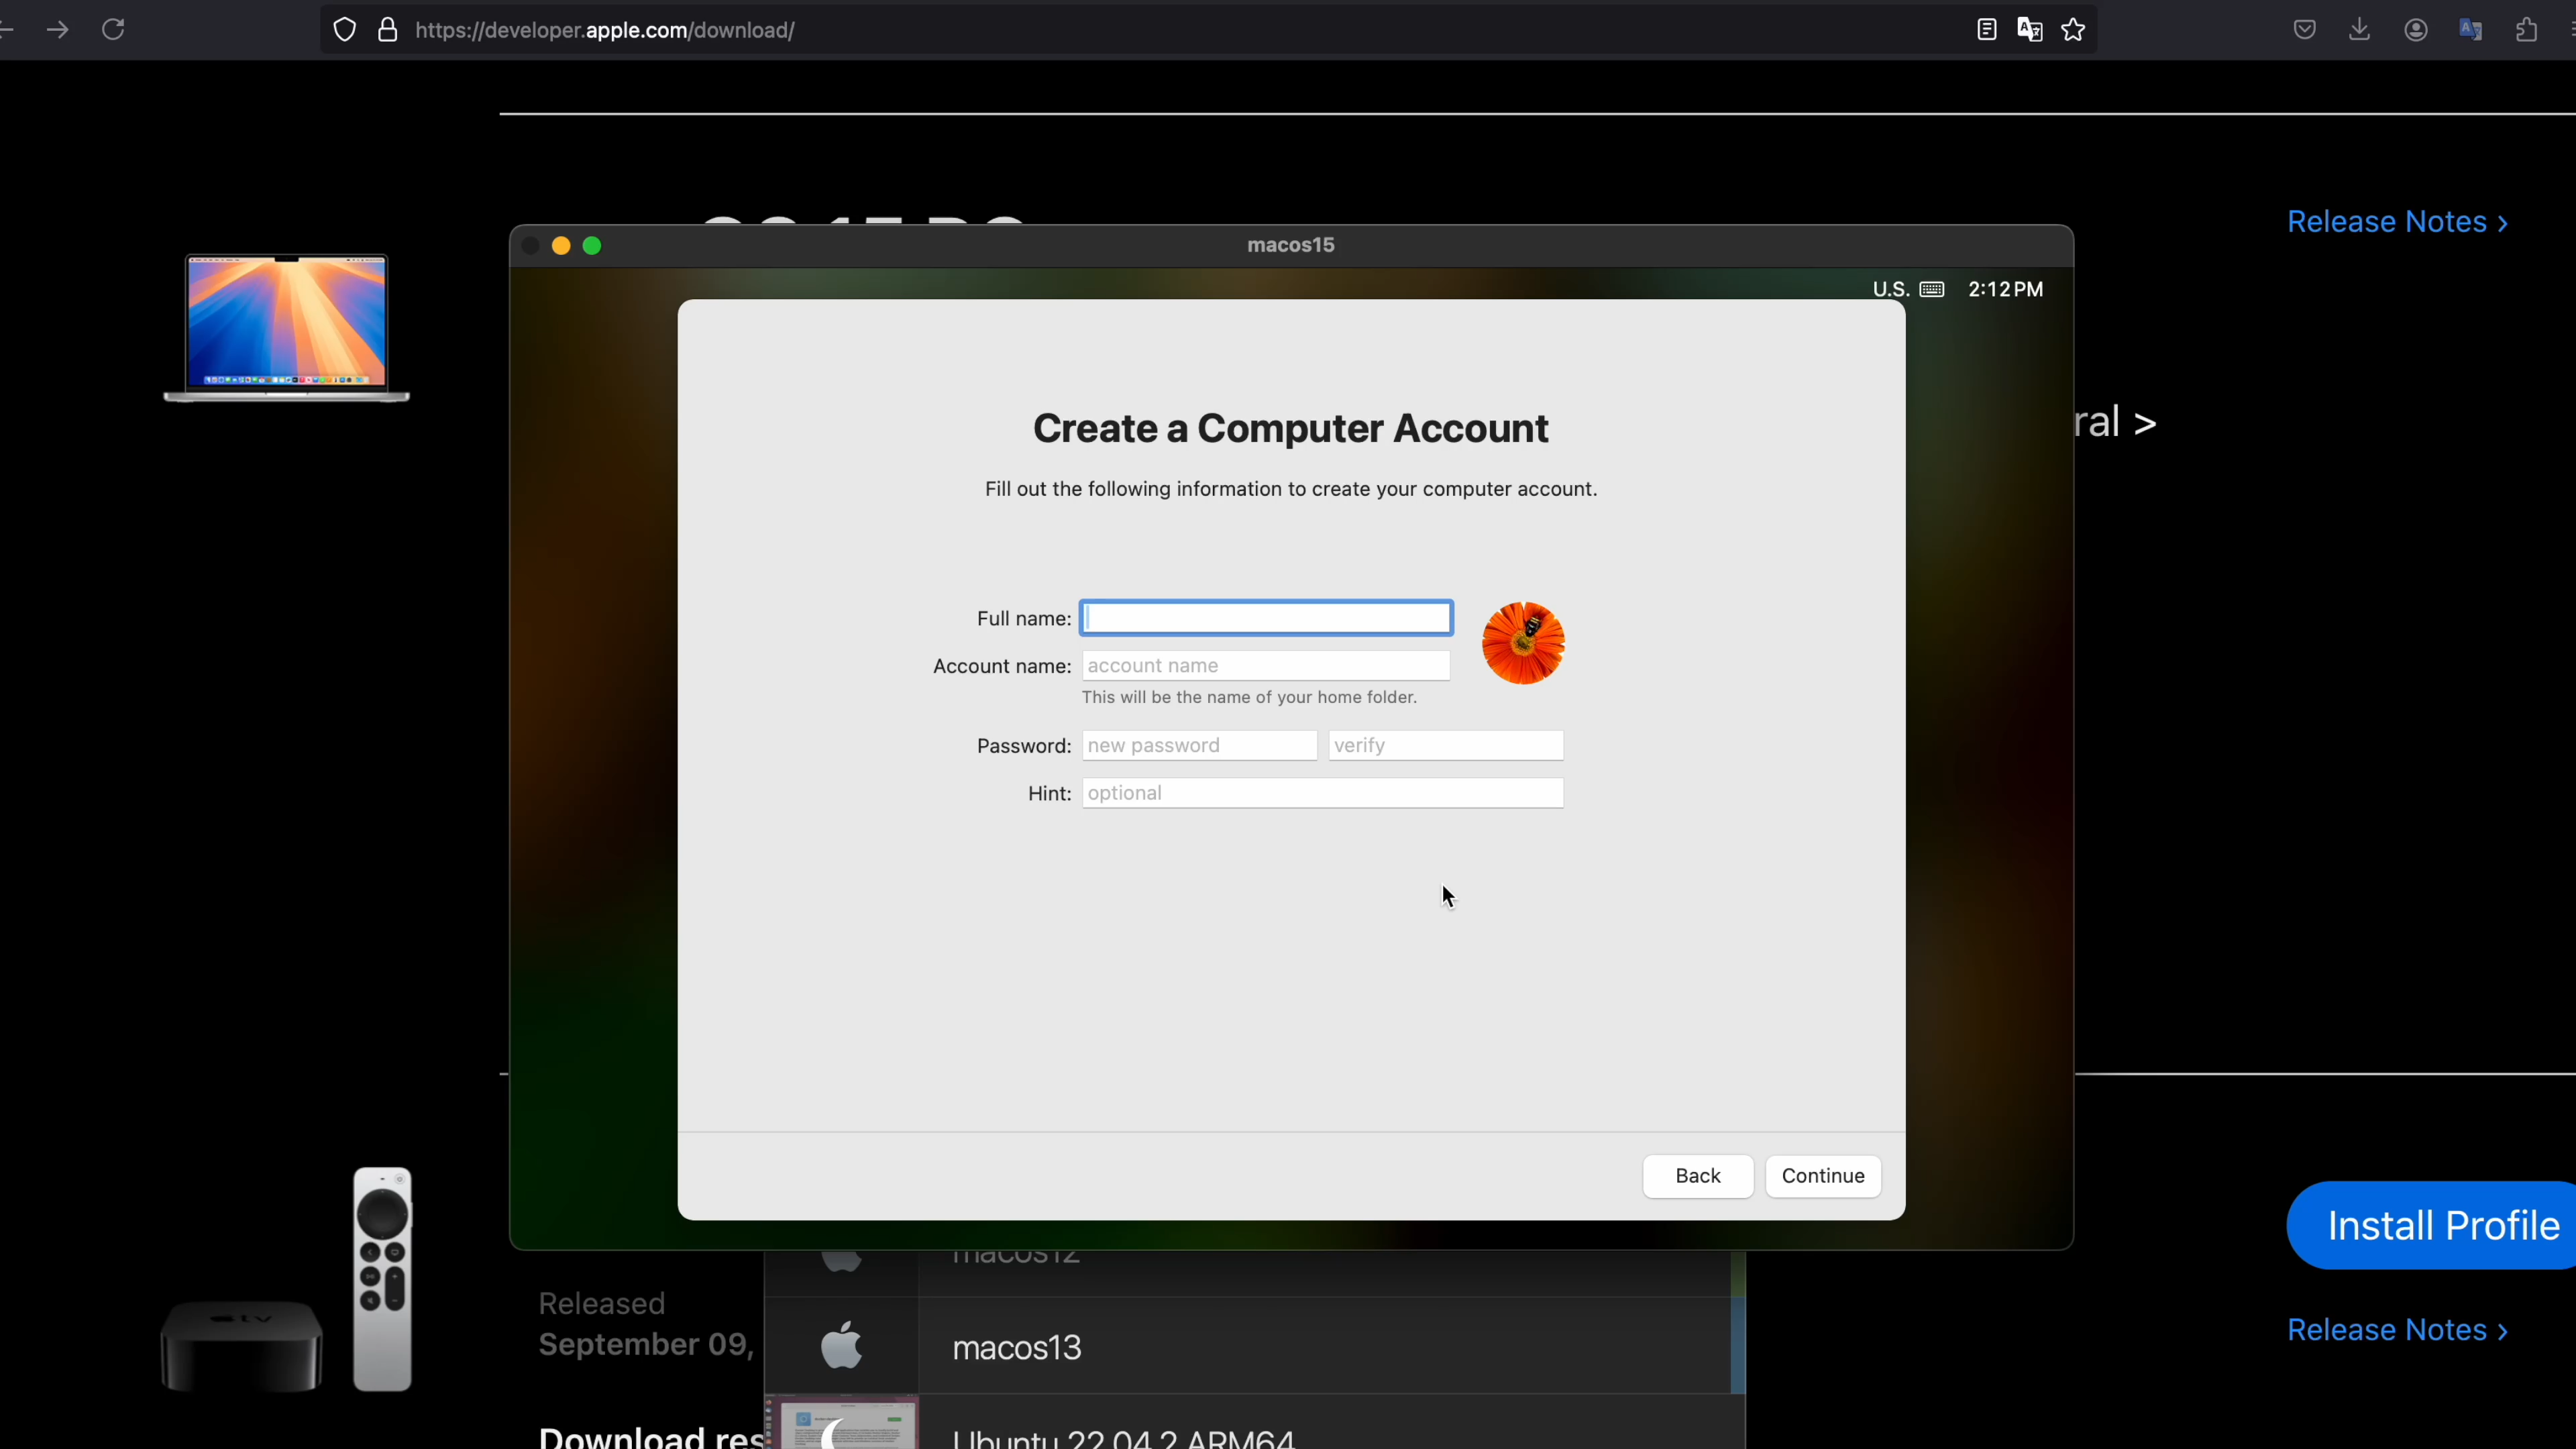 https://developer.apple.com/download/
Release Notes >
macos15
U.S. 2:12 PM
ral >
Create a Computer Account
Fill out the following information to create your computer account.
Full name:
Account name: account name
This will be the name of your home folder.
Password: new password verify
Hint: optional
Back Continue
Install Profile
macos12
Released
September 09,
macos13
Release Notes >
Download res
Ubuntu 22.04.2 ARM64
tv